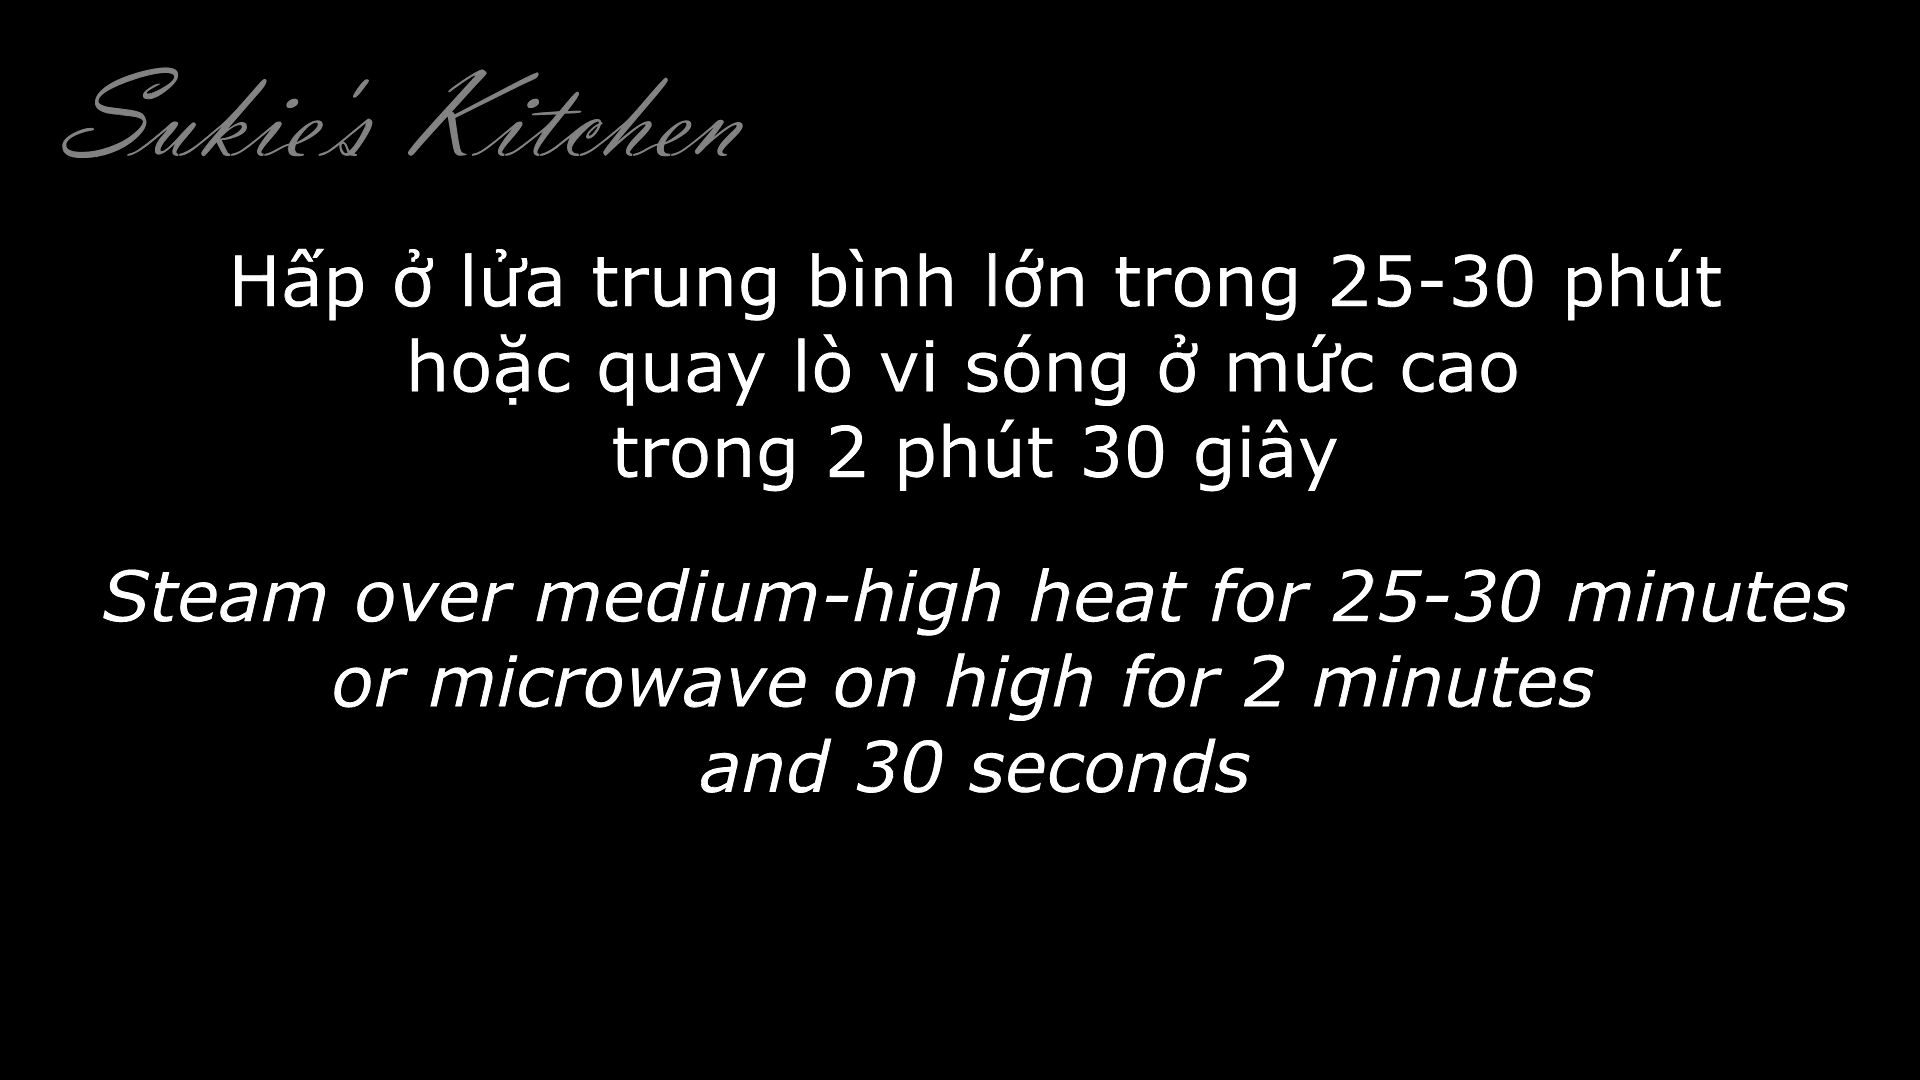 Sukie's Kitchen
Hấp ở lửa trung bình lớn trong 25-30 phút
hoặc quay lò vi sóng ở mức cao
trong 2 phút 30 giây
Steam over medium-high heat for 25-30 minutes
or microwave on high for 2 minutes
and 30 seconds